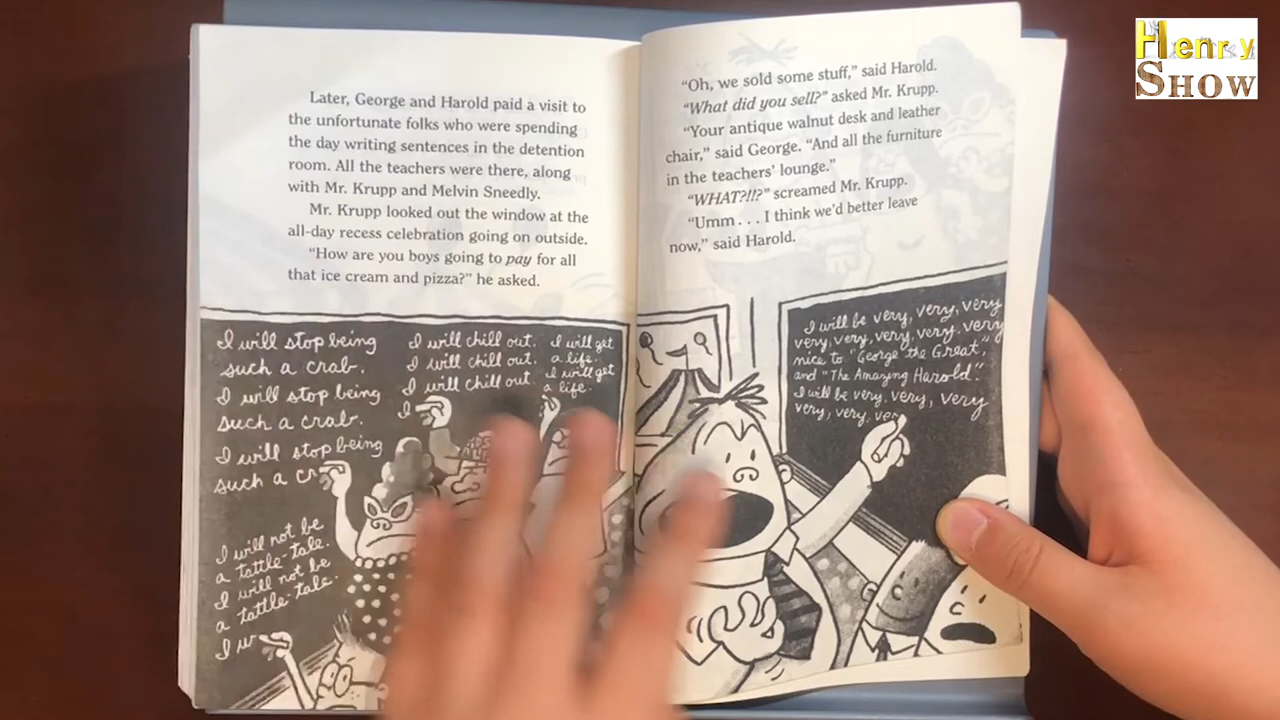 Later, George and Harold paid a visit to
the unfortunate folks who were spending
the day writing sentences in the detention
room. All the teachers were there, along
with Mr. Krupp and Melvin Sneedly.
Mr. Krupp looked out the window at the
all-day recess celebration going on outside.
“How are you boys going to pay for all
that ice cream and pizza?” he asked.
I will stop being
such a crab.
I will stop being
such a crab.
I will stop being
such a cr
I will not be
a tattle-tale.
I will not be
a tattle-tale.
I w
I will chill out.
I will chill out.
I will chill out.
I
I will get
a life.
I will get
a life.
“Oh, we sold some stuff,” said Harold.
“What did you sell?” asked Mr. Krupp.
“Your antique walnut desk and leather
chair,” said George. “And all the furniture
in the teachers’ lounge.”
“WHAT?!!?” screamed Mr. Krupp.
“Umm . . . I think we’d better leave
now,” said Harold.
I will be very, very, very
very, very, very, very, very
nice to “George the Great,”
and “The Amazing Harold”.
I will be very, very, very
very, very, ver
Henry
SHOW